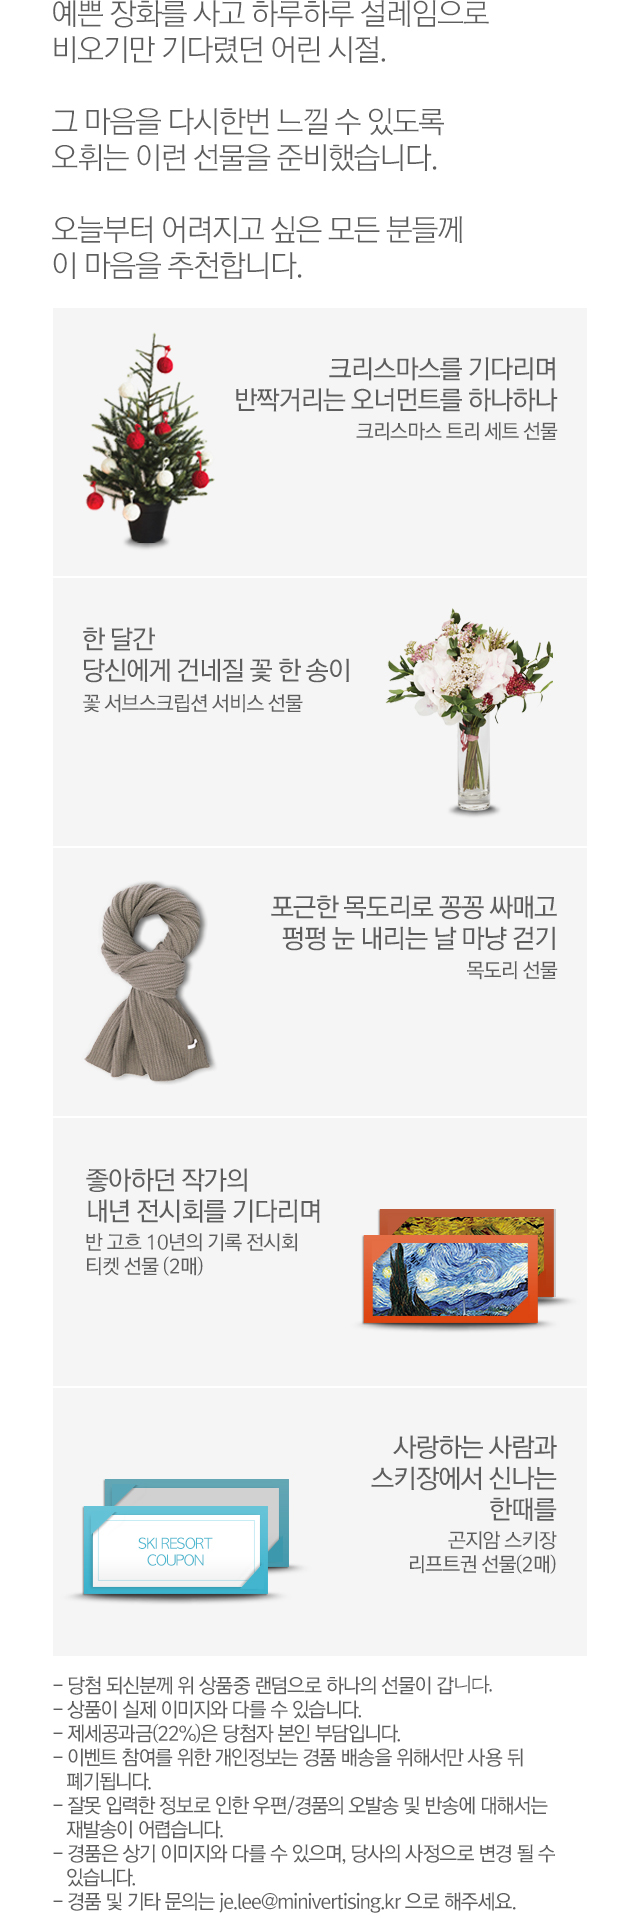 예쁜 장화를 사고 하루하루 설레임으로
비오기만 기다렸던 어린 시절.
그 마음을 다시한번 느낄 수 있도록
오휘는 이런 선물을 준비했습니다.
오늘부터 어려지고 싶은 모든 분들께
이 마음을 추천합니다.
크리스마스를 기다리며
반짝거리는 오너먼트를 하나하나
크리스마스 트리 세트 선물
한 달간
당신에게 건네질 꽃 한 송이
꽃 서브스크립션 서비스 선물
포근한 목도리로 꽁꽁 싸매고
펑펑 눈 내리는 날 마냥 걷기
목도리 선물
좋아하던 작가의
내년 전시회를 기다리며
반 고흐 10년의 기록 전시회
티켓 선물 (2매)
사랑하는 사람과
스키장에서 신나는
한때를
곤지암 스키장
리프트권 선물(2매)
SKI RESORT
COUPON
- 당첨 되신분께 위 상품중 랜덤으로 하나의 선물이 갑니다.
- 상품이 실제 이미지와 다를 수 있습니다.
- 제세공과금(22%)은 당첨자 본인 부담입니다.
- 이벤트 참여를 위한 개인정보는 경품 배송을 위해서만 사용 뒤
폐기됩니다.
- 잘못 입력한 정보로 인한 우편/경품의 오발송 및 반송에 대해서는
재발송이 어렵습니다.
- 경품은 상기 이미지와 다를 수 있으며, 당사의 사정으로 변경 될 수
있습니다.
- 경품 및 기타 문의는 je.lee@minivertising.kr 으로 해주세요.